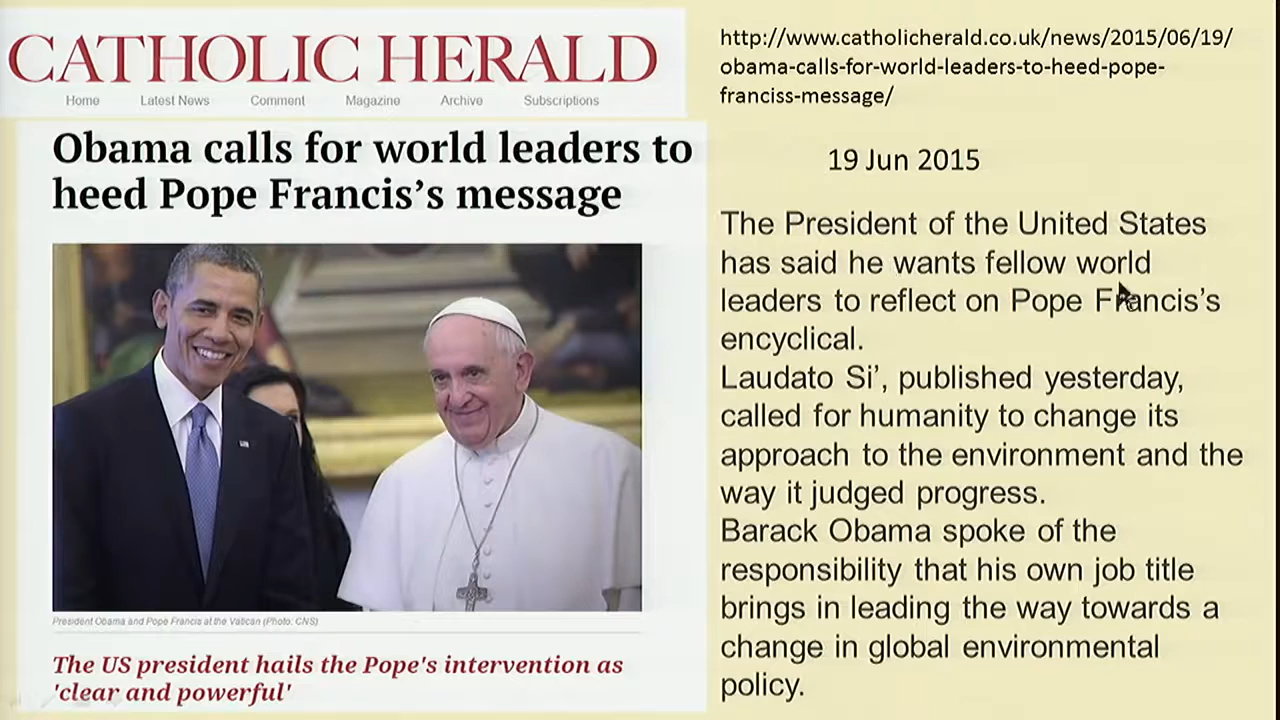 CATHOLIC HERALD
Home Latest News Comment Magazine Archive Subscriptions
Obama calls for world leaders to
heed Pope Francis’s message
President Obama and Pope Francis at the Vatican (Photo: CNS)
The US president hails the Pope's intervention as
'clear and powerful'
http://www.catholicherald.co.uk/news/2015/06/19/
obama-calls-for-world-leaders-to-heed-pope-
franciss-message/
19 Jun 2015
The President of the United States
has said he wants fellow world
leaders to reflect on Pope Francis’s
encyclical.
Laudato Si’, published yesterday,
called for humanity to change its
approach to the environment and the
way it judged progress.
Barack Obama spoke of the
responsibility that his own job title
brings in leading the way towards a
change in global environmental
policy.